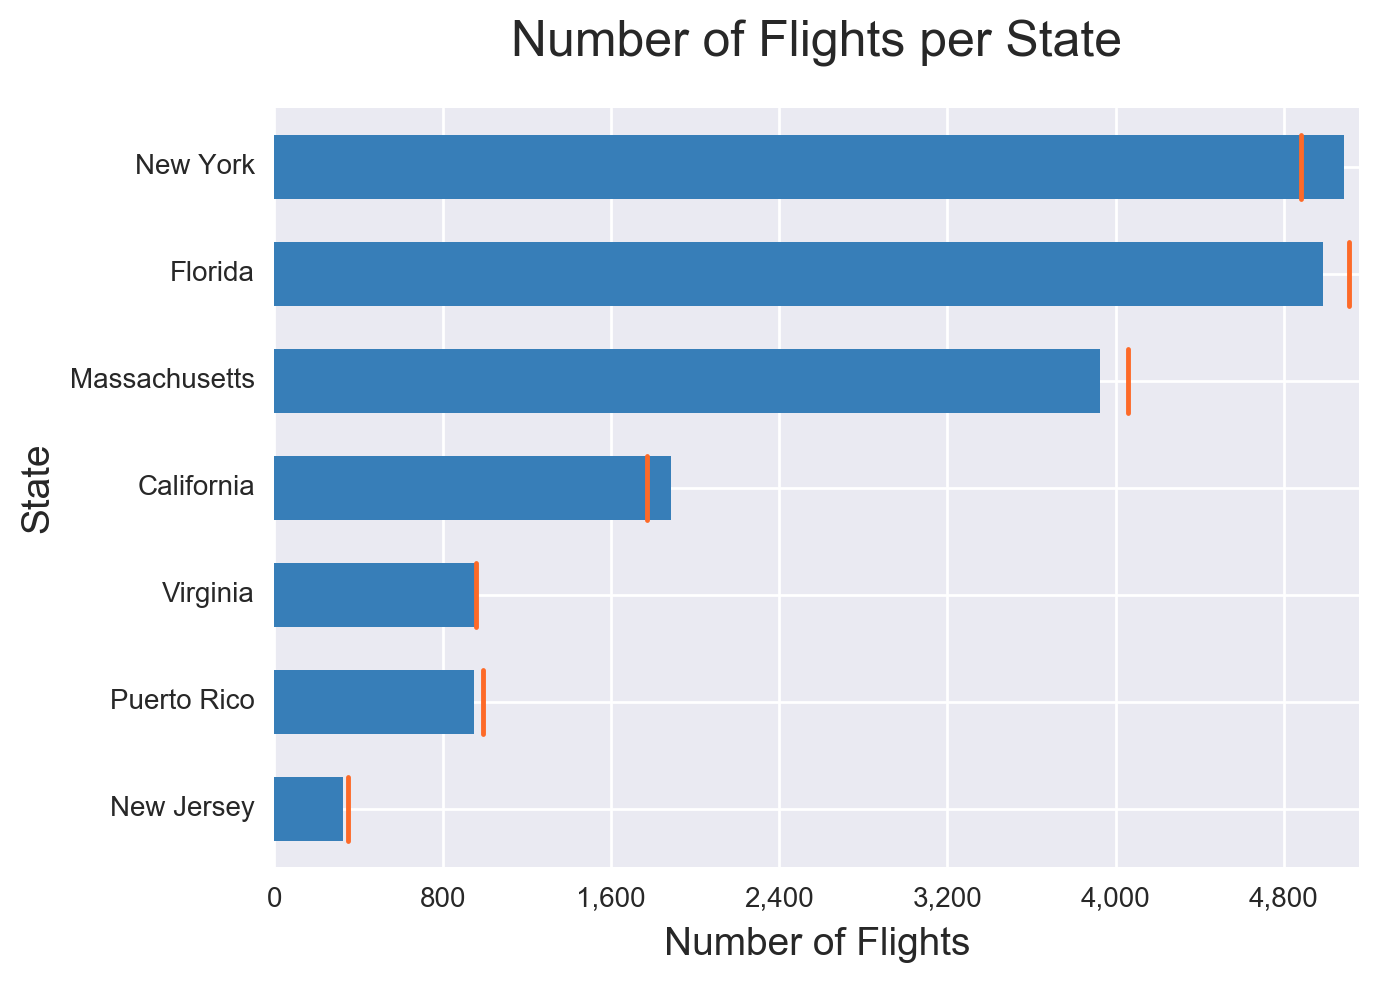 Number of Flights per State
New York
Florida
Massachusetts
California
Virginia
Puerto Rico
New Jersey
State
0 800 1,600 2,400 3,200 4,000 4,800
Number of Flights